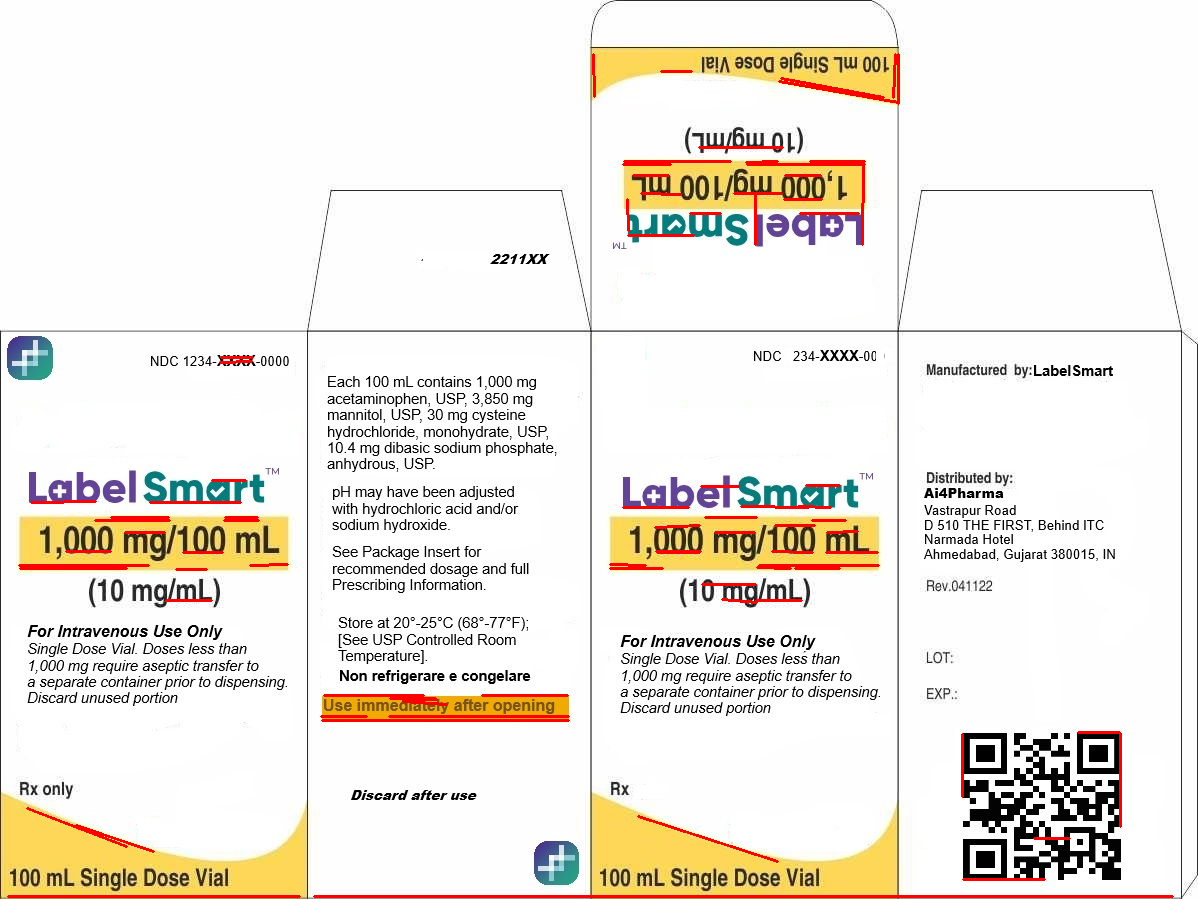 100 mL Single Dose Vial
(10 mg/mL)
1,000 mg/100 mL
LabelSmart™
2211XX
NDC 1234-XXXX-0000
LabelSmart™
1,000 mg/100 mL
(10 mg/mL)
For Intravenous Use Only
Single Dose Vial. Doses less than
1,000 mg require aseptic transfer to
a separate container prior to dispensing.
Discard unused portion
Rx only
100 mL Single Dose Vial
Each 100 mL contains 1,000 mg
acetaminophen, USP, 3,850 mg
mannitol, USP, 30 mg cysteine
hydrochloride, monohydrate, USP,
10.4 mg dibasic sodium phosphate,
anhydrous, USP.
pH may have been adjusted
with hydrochloric acid and/or
sodium hydroxide.
See Package Insert for
recommended dosage and full
Prescribing Information.
Store at 20°-25°C (68°-77°F);
[See USP Controlled Room
Temperature].
Non refrigerare e congelare
Use immediately after opening
Discard after use
NDC 234-XXXX-00
LabelSmart™
1,000 mg/100 mL
(10 mg/mL)
For Intravenous Use Only
Single Dose Vial. Doses less than
1,000 mg require aseptic transfer to
a separate container prior to dispensing.
Discard unused portion
Rx
100 mL Single Dose Vial
Manufactured by:LabelSmart
Distributed by:
Ai4Pharma
Vastrapur Road
D 510 THE FIRST, Behind ITC
Narmada Hotel
Ahmedabad, Gujarat 380015, IN
Rev.041122
LOT:
EXP.: